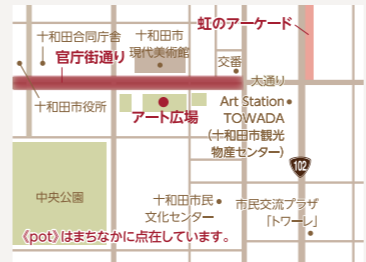 虹のアーケード
十和田合同庁舎
十和田市
現代美術館
官庁街通り
交番
大通り
十和田市役所
アート広場
Art Station
TOWADA
(十和田市観光
物産センター)
102
中央公園
十和田市民
文化センター
市民交流プラザ
「トワーレ」
《pot》はまちなかに点在しています。